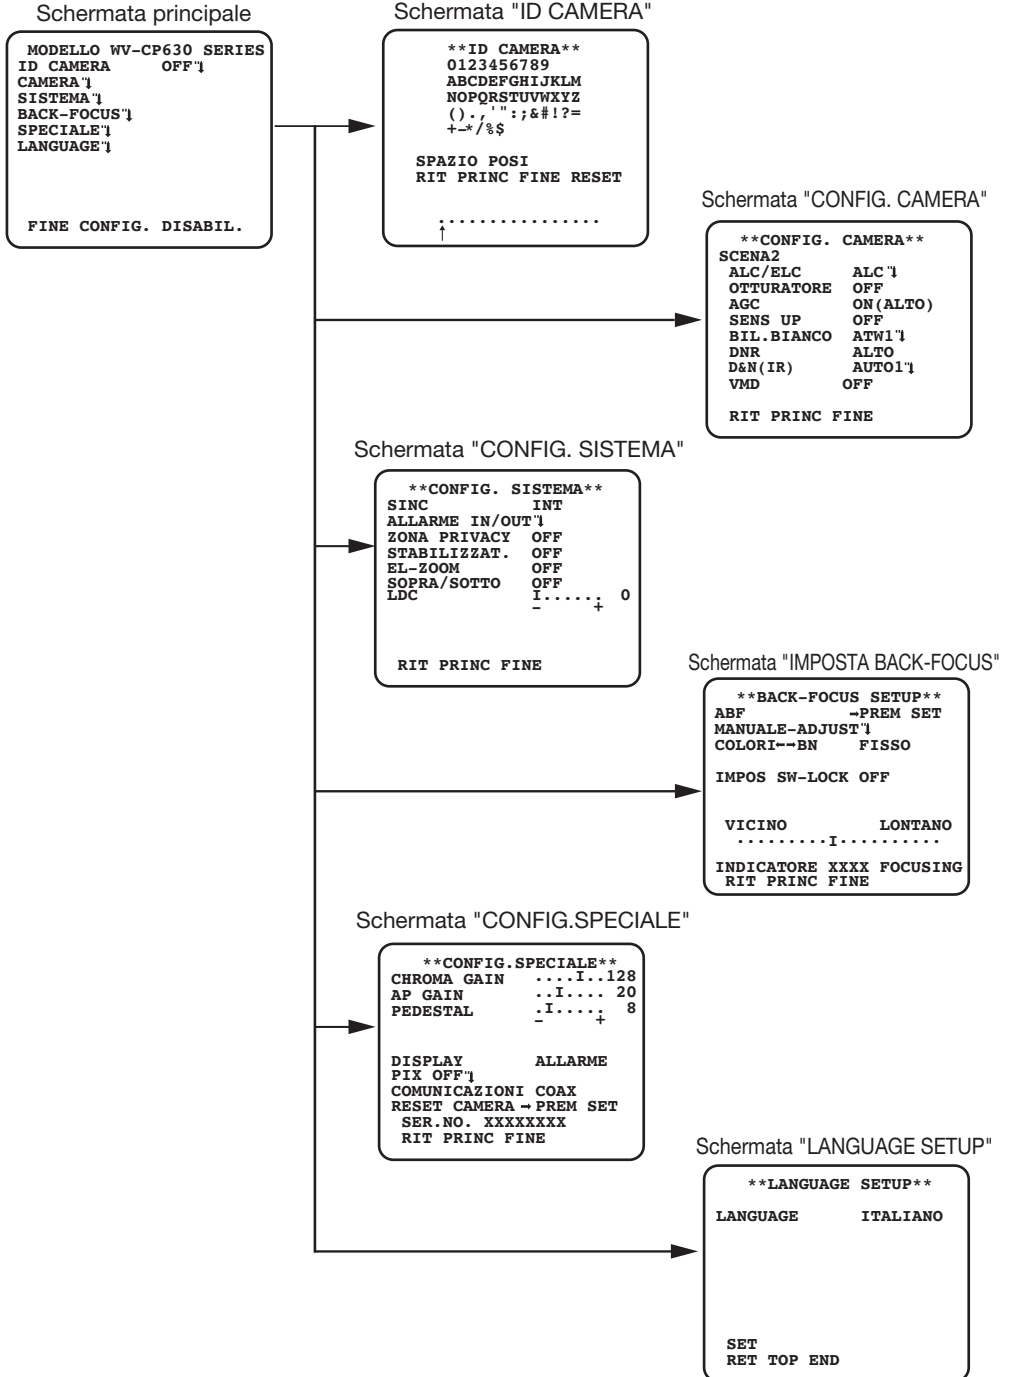 Schermata principale
MODELLO WV-CP630 SERIES
ID CAMERA OFF
CAMERA
SISTEMA
BACK-FOCUS
SPECIALE
LANGUAGE
FINE CONFIG. DISABIL.
Schermata "ID CAMERA"
**ID CAMERA**
0123456789
ABCDEFGHIJKLM
NOPQRSTUVWXYZ
().,'":;&#!?=
+-*/%$
SPAZIO POSI
RIT PRINC FINE RESET
................
↑
Schermata "CONFIG. CAMERA"
**CONFIG. CAMERA**
SCENA2
ALC/ELC ALC
OTTURATORE OFF
AGC ON(ALTO)
SENS UP OFF
BIL.BIANCO ATW1
DNR ALTO
D&N(IR) AUTO1
VMD OFF
RIT PRINC FINE
Schermata "CONFIG. SISTEMA"
**CONFIG. SISTEMA**
SINC INT
ALLARME IN/OUT
ZONA PRIVACY OFF
STABILIZZAT. OFF
EL-ZOOM OFF
SOPRA/SOTTO OFF
LDC I...... 0
- +
RIT PRINC FINE
Schermata "IMPOSTA BACK-FOCUS"
**BACK-FOCUS SETUP**
ABF →PREM SET
MANUALE-ADJUST
COLORI←→BN FISSO
IMPOS SW-LOCK OFF
VICINO LONTANO
.........I..........
INDICATORE XXXX FOCUSING
RIT PRINC FINE
Schermata "CONFIG.SPECIALE"
**CONFIG.SPECIALE**
CHROMA GAIN ....I..128
AP GAIN ..I.... 20
PEDESTAL .I..... 8
- +
DISPLAY ALLARME
PIX OFF
COMUNICAZIONI COAX
RESET CAMERA → PREM SET
SER.NO. XXXXXXXX
RIT PRINC FINE
Schermata "LANGUAGE SETUP"
**LANGUAGE SETUP**
LANGUAGE ITALIANO
SET
RET TOP END